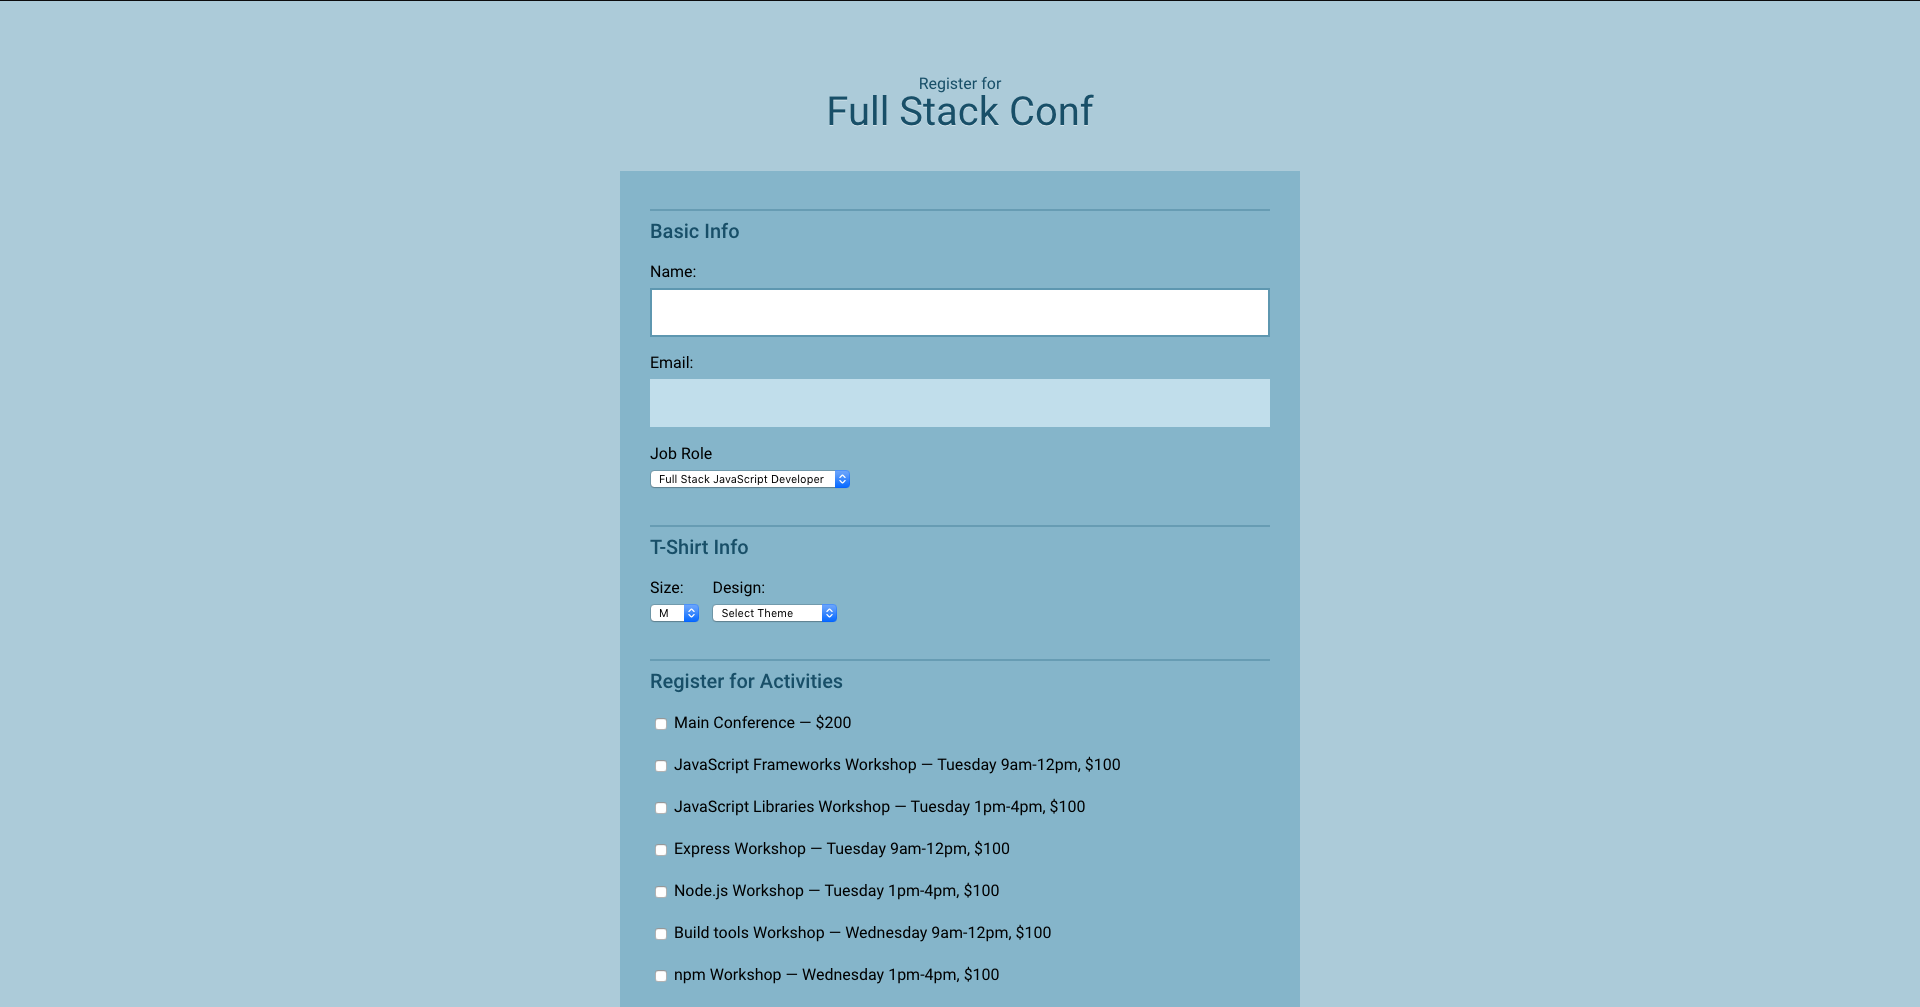 Register for
Full Stack Conf
Basic Info
Name:
Email:
Job Role
Full Stack JavaScript Developer
T-Shirt Info
Size: Design:
M Select Theme
Register for Activities
Main Conference — $200
JavaScript Frameworks Workshop — Tuesday 9am-12pm, $100
JavaScript Libraries Workshop — Tuesday 1pm-4pm, $100
Express Workshop — Tuesday 9am-12pm, $100
Node.js Workshop — Tuesday 1pm-4pm, $100
Build tools Workshop — Wednesday 9am-12pm, $100
npm Workshop — Wednesday 1pm-4pm, $100